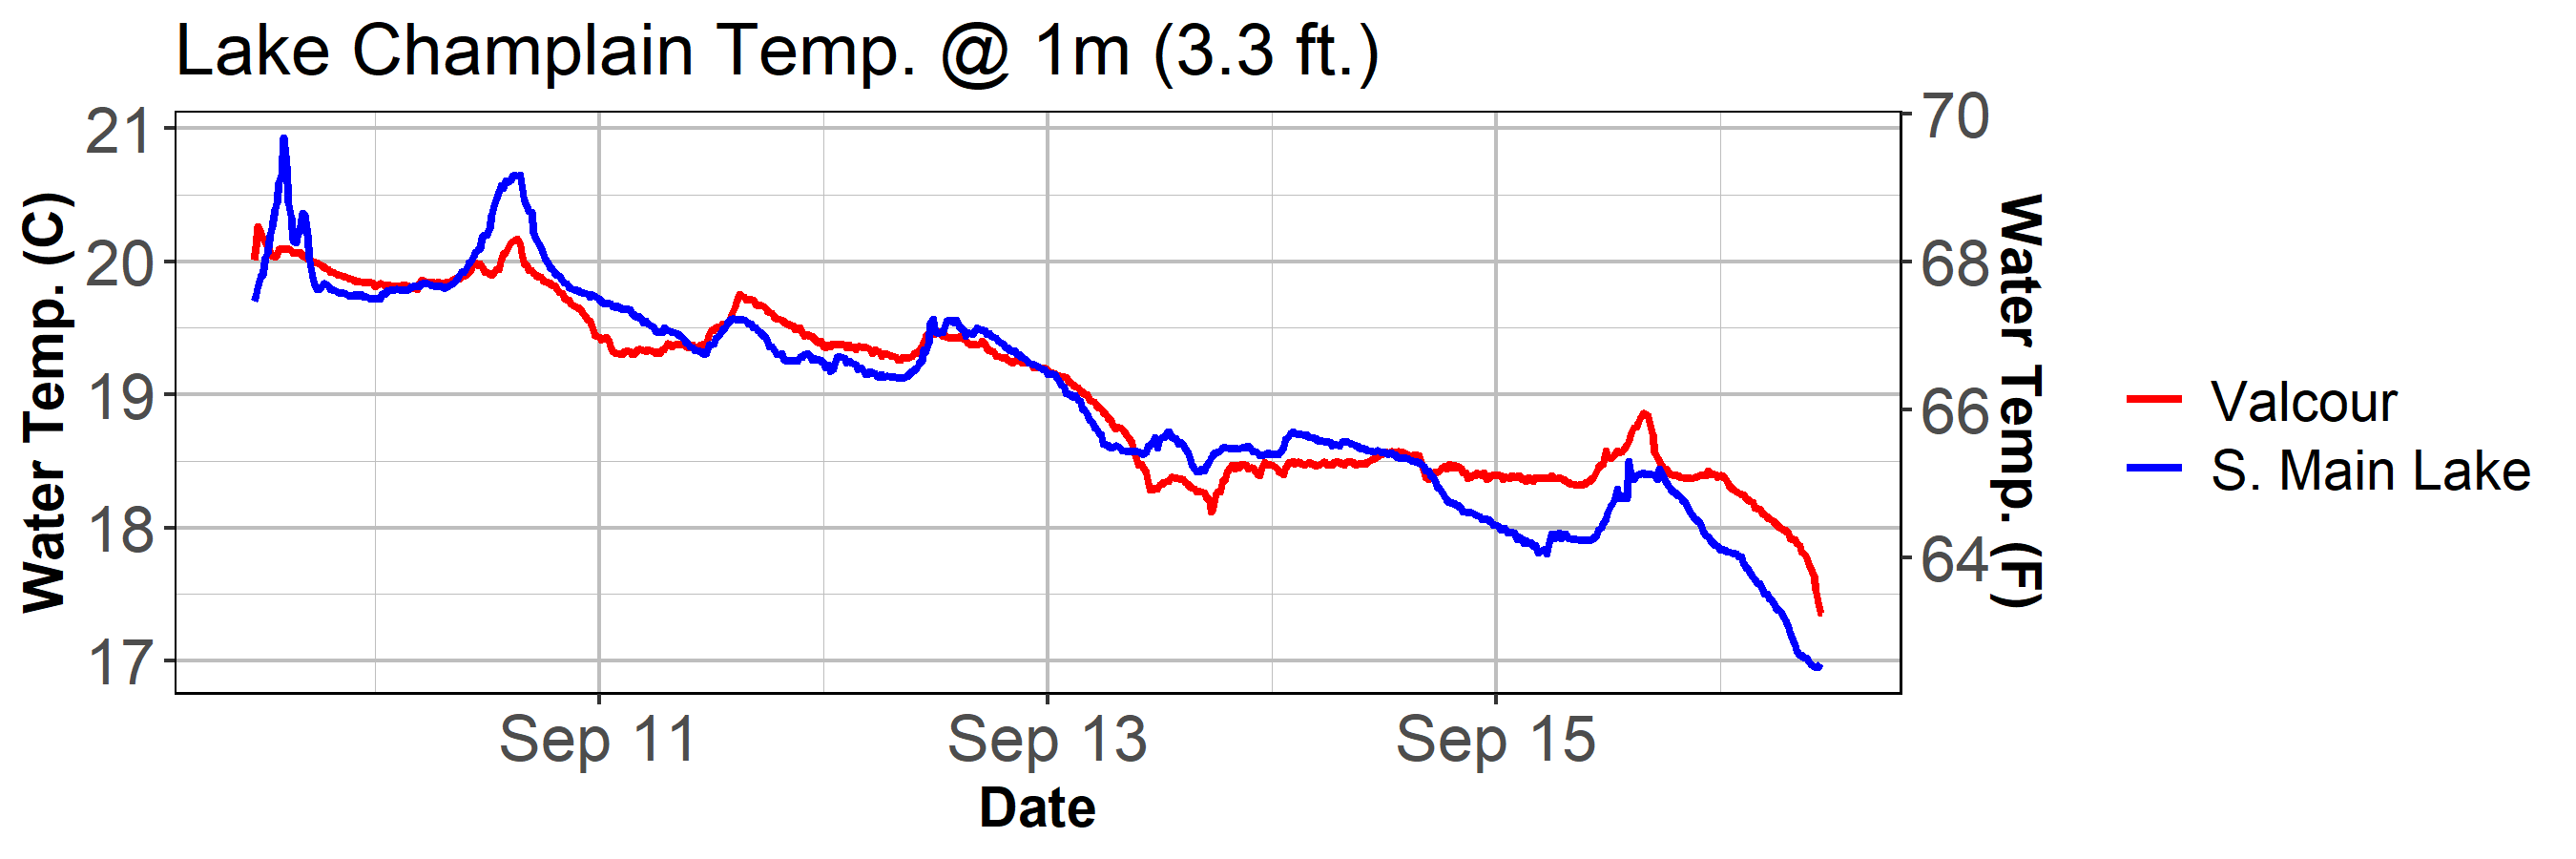 Lake Champlain Temp. @ 1m (3.3 ft.)
Water Temp. (C)
21
20
19
18
17
70
68
66
64
Water Temp. (F)
Sep 11
Sep 13
Sep 15
Date
Valcour
S. Main Lake